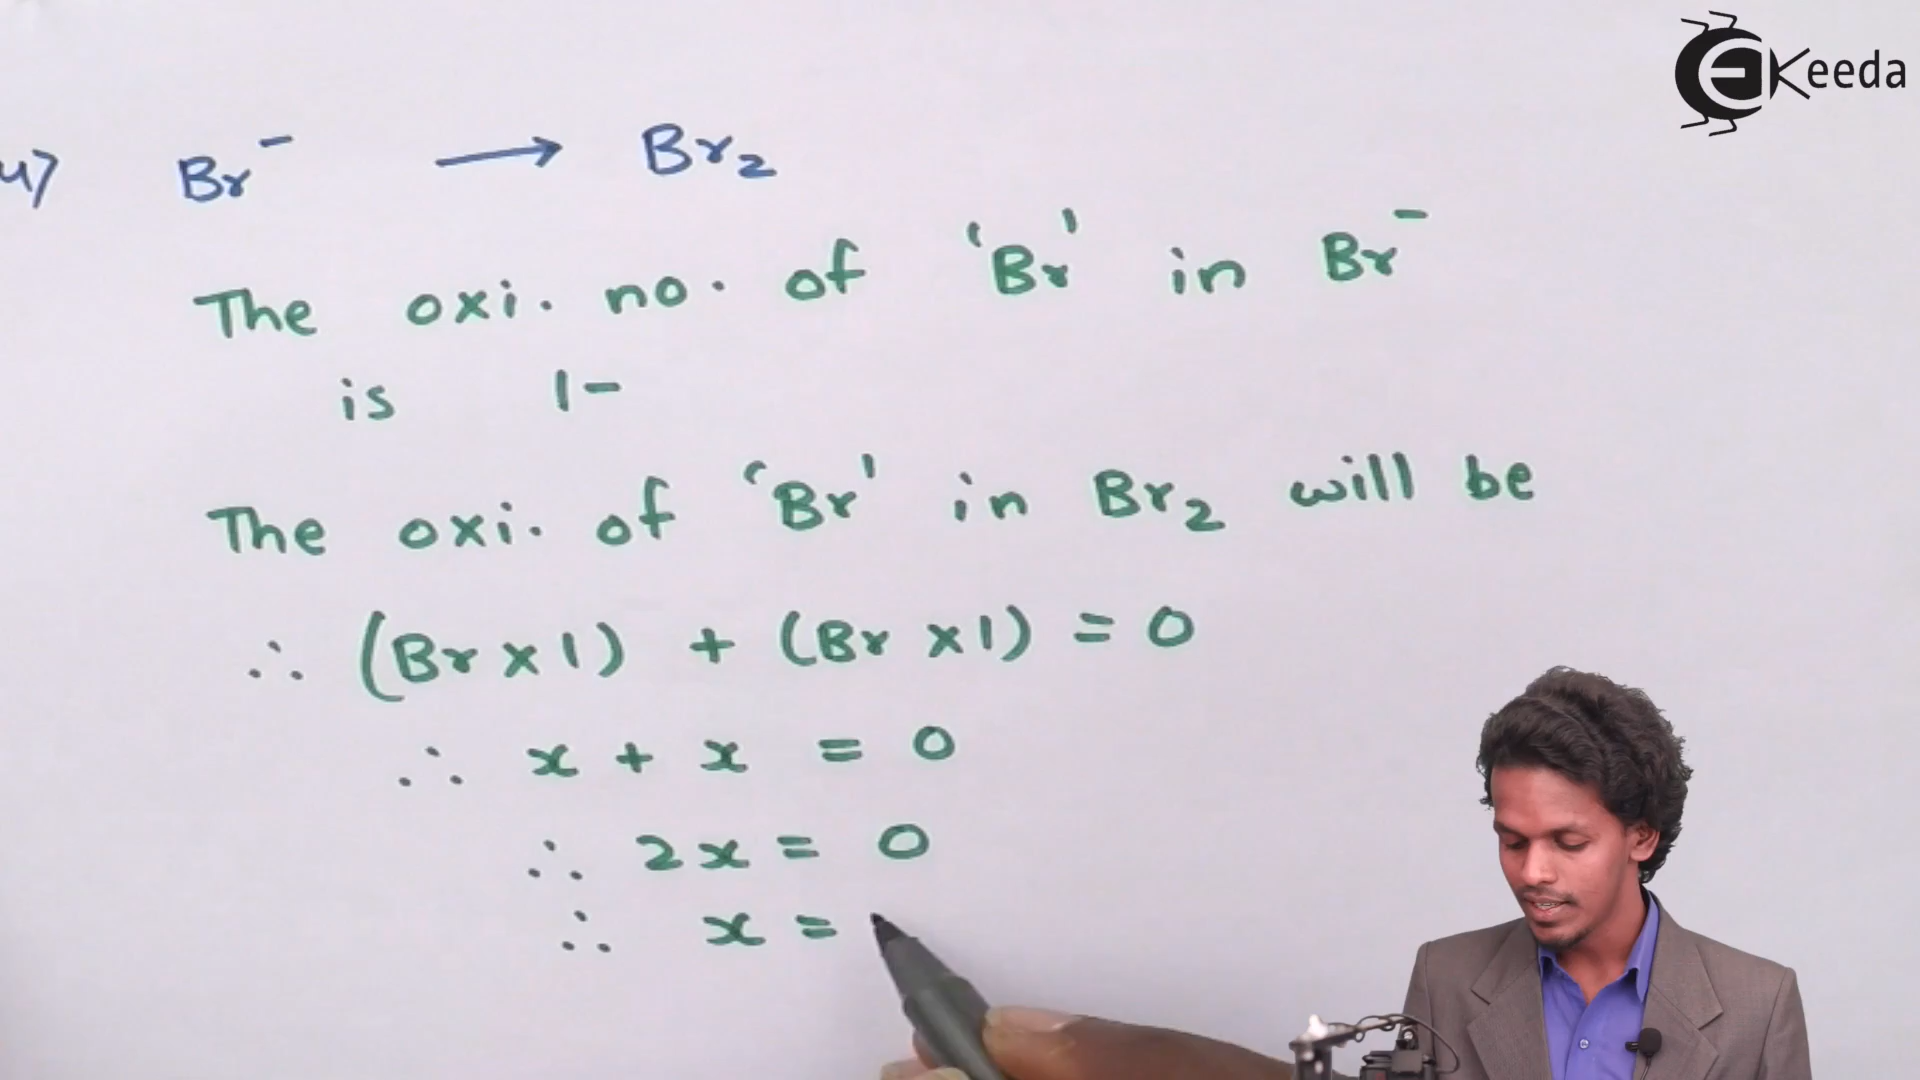 Keeda
4) Br⁻ ⟶ Br₂
The oxi. no. of 'Br' in Br⁻
is 1-
The oxi. of 'Br' in Br₂ will be
∴ (Br × 1) + (Br × 1) = 0
∴ x + x = 0
∴ 2x = 0
∴ x =